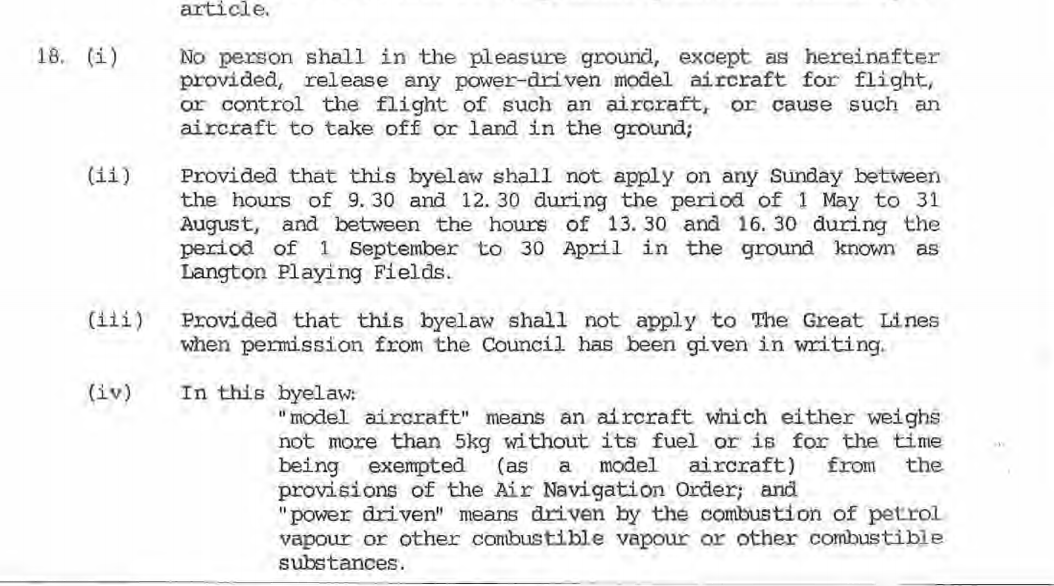 article.
18. (i) No person shall in the pleasure ground, except as hereinafter
provided, release any power-driven model aircraft for flight,
or control the flight of such an aircraft, or cause such an
aircraft to take off or land in the ground;
(ii) Provided that this byelaw shall not apply on any Sunday between
the hours of 9.30 and 12.30 during the period of 1 May to 31
August, and between the hours of 13.30 and 16.30 during the
period of 1 September to 30 April in the ground known as
Langton Playing Fields.
(iii) Provided that this byelaw shall not apply to The Great Lines
when permission from the Council has been given in writing.
(iv) In this byelaw:
"model aircraft" means an aircraft which either weighs
not more than 5kg without its fuel or is for the time
being exempted (as a model aircraft) from the
provisions of the Air Navigation Order; and
"power driven" means driven by the combustion of petrol
vapour or other combustible vapour or other combustible
substances.